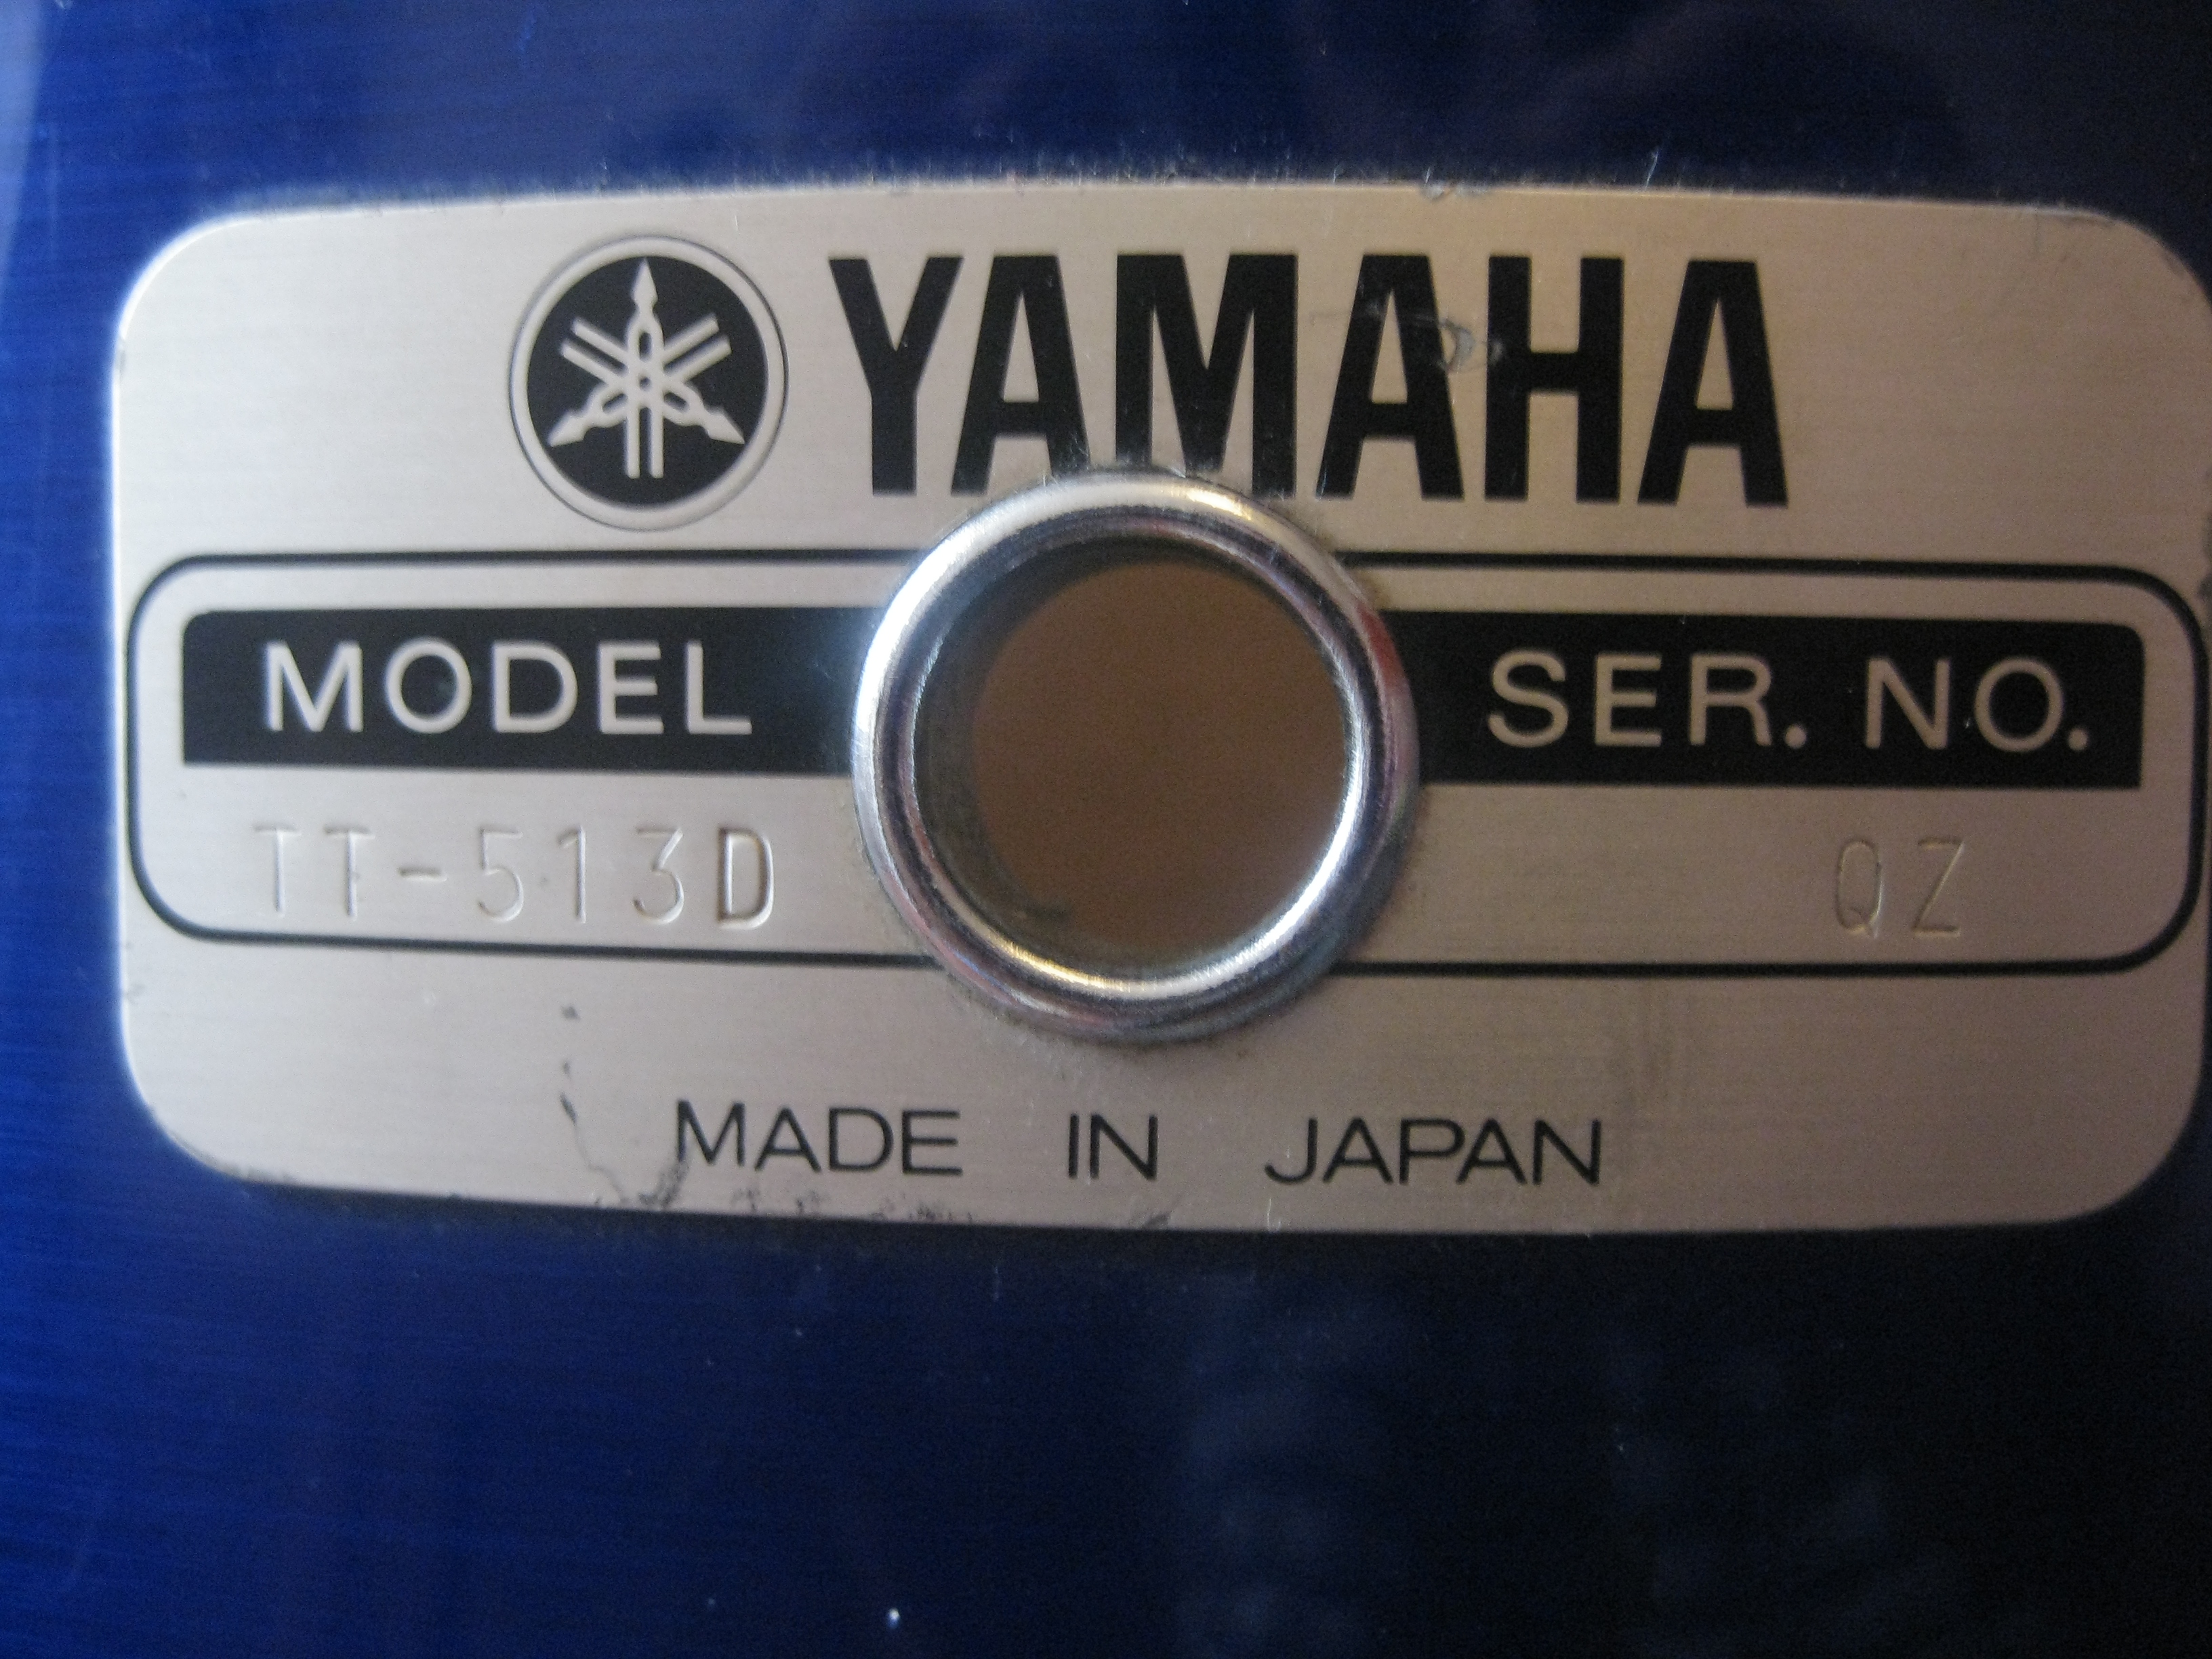 YAMAHA
MODEL SER. NO.
TT-513D QZ
MADE IN JAPAN